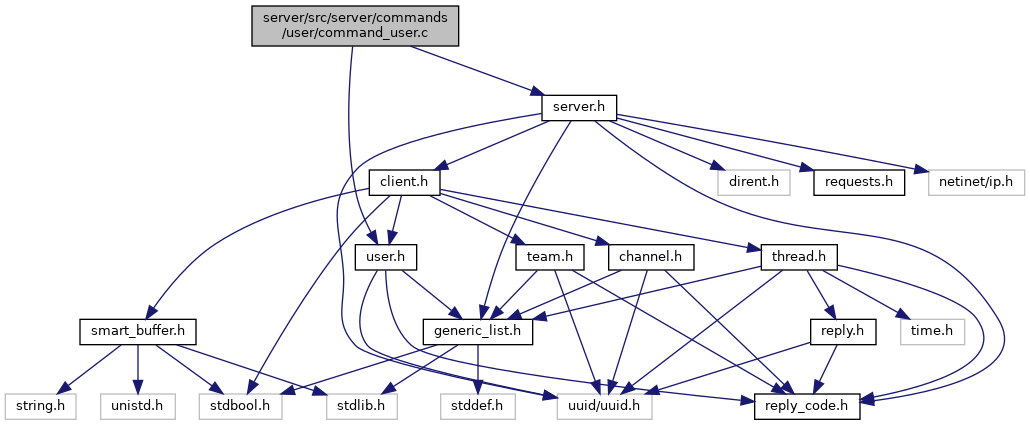 server/src/server/commands
/user/command_user.c
server.h
client.h
dirent.h
requests.h
netinet/ip.h
user.h
team.h
channel.h
thread.h
smart_buffer.h
generic_list.h
reply.h
time.h
string.h
unistd.h
stdbool.h
stdlib.h
stddef.h
uuid/uuid.h
reply_code.h